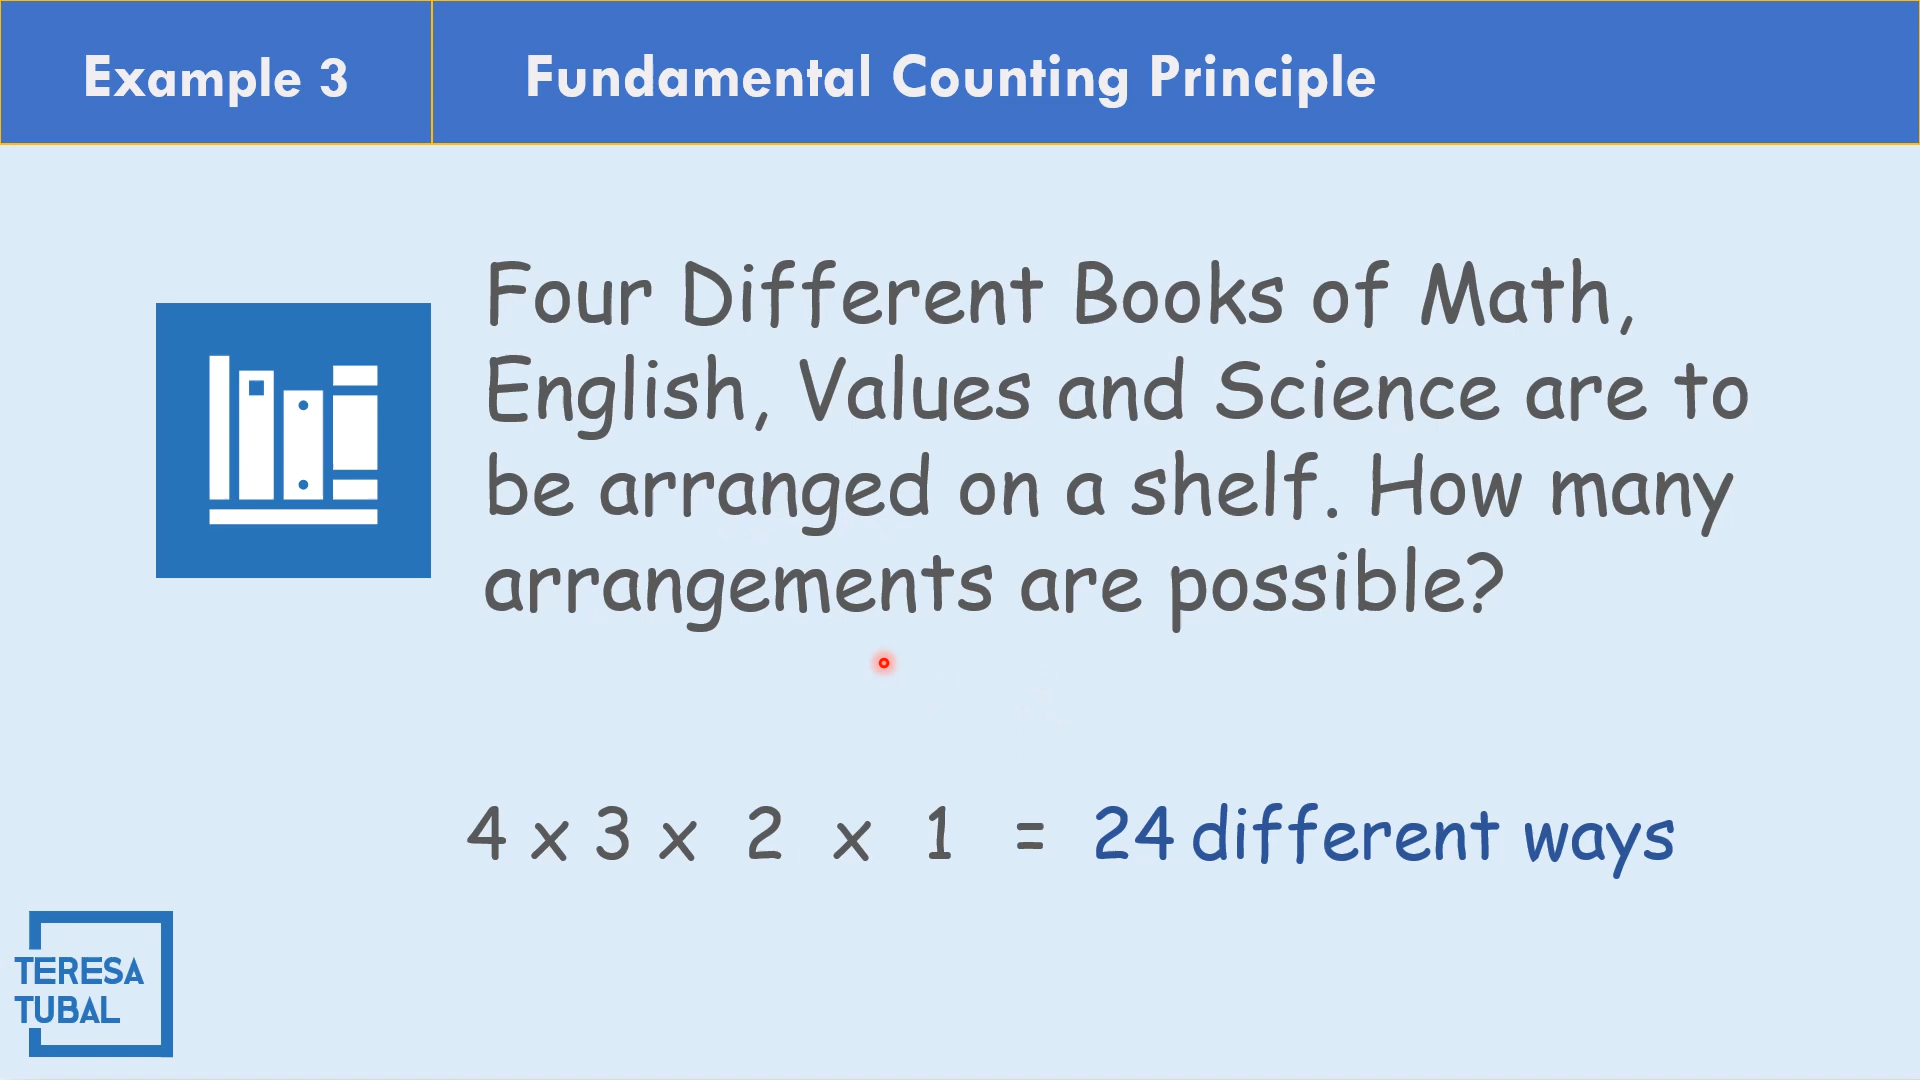 Example 3
Fundamental Counting Principle
Four Different Books of Math,
English, Values and Science are to
be arranged on a shelf. How many
arrangements are possible?
4 x 3 x 2 x 1 = 24 different ways
TERESA
TUBAL